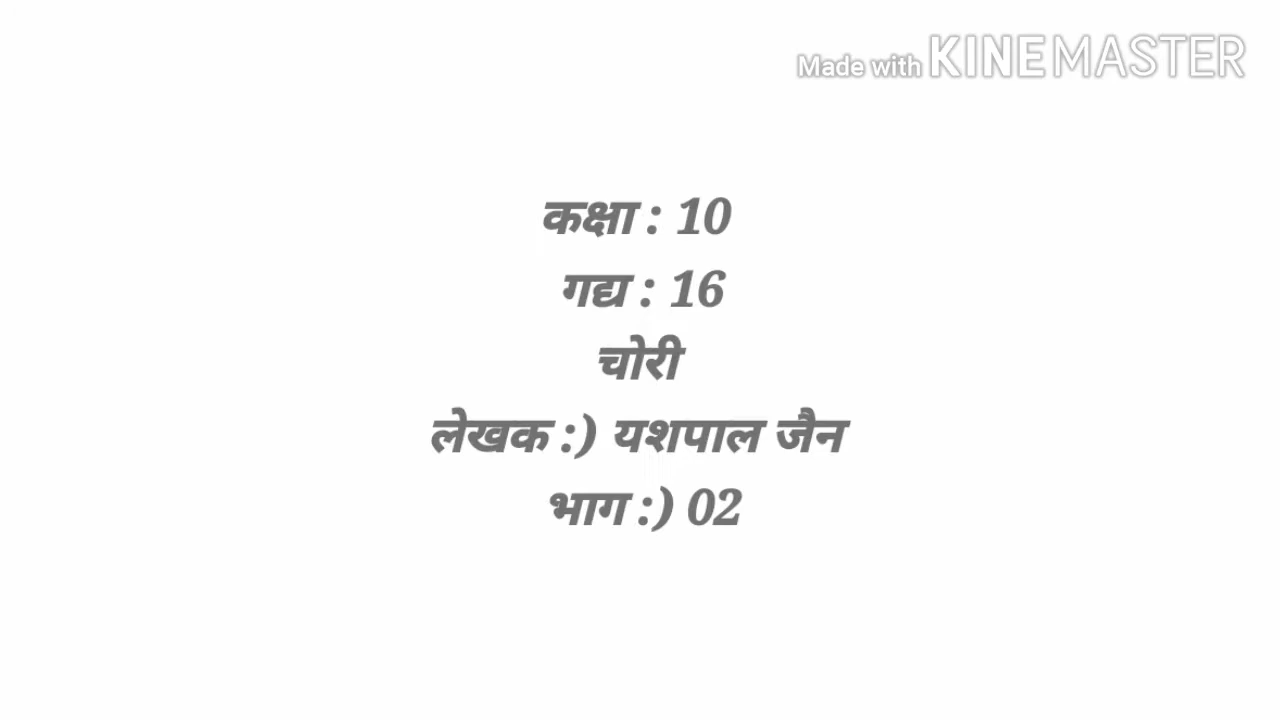 Made with KINEMASTER
कक्षा : 10
गद्य : 16
चोरी
लेखक :) यशपाल जैन
भाग :) 02